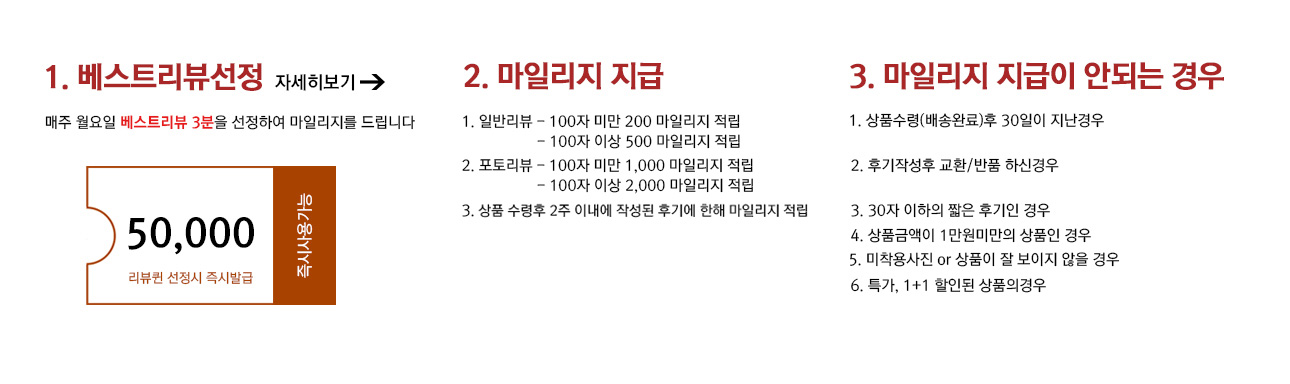 1. 베스트리뷰선정 자세히보기→
매주 월요일 베스트리뷰 3분을 선정하여 마일리지를 드립니다
50,000
리뷰퀸 선정시 즉시발급
즉시사용가능
2. 마일리지 지급
1. 일반리뷰 – 100자 미만 200 마일리지 적립
– 100자 이상 500 마일리지 적립
2. 포토리뷰 – 100자 미만 1,000 마일리지 적립
– 100자 이상 2,000 마일리지 적립
3. 상품 수령후 2주 이내에 작성된 후기에 한해 마일리지 적립
3. 마일리지 지급이 안되는 경우
1. 상품수령(배송완료)후 30일이 지난경우
2. 후기작성후 교환/반품 하신경우
3. 30자 이하의 짧은 후기인 경우
4. 상품금액이 1만원미만의 상품인 경우
5. 미착용사진 or 상품이 잘 보이지 않을 경우
6. 특가, 1+1 할인된 상품의경우